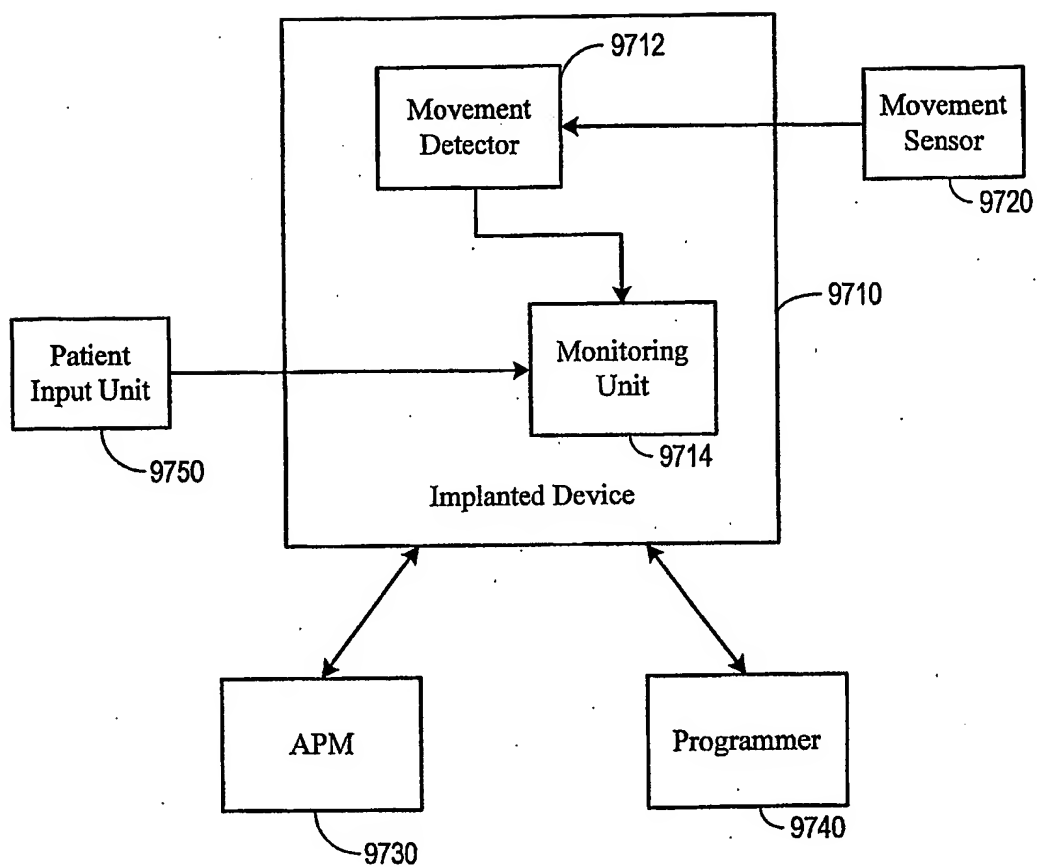 9712
Movement
Detector
Movement
Sensor
9720
9710
Patient
Input Unit
9750
Monitoring
Unit
9714
Implanted Device
APM
9730
Programmer
9740